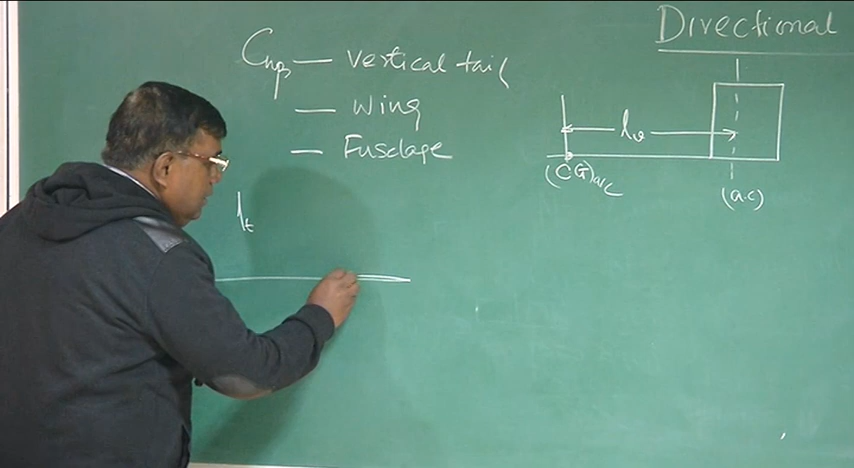 Directional
Cnβ — Vertical tail
— Wing
— Fuselage
lv
(CG)a/c
(a.c)
lt